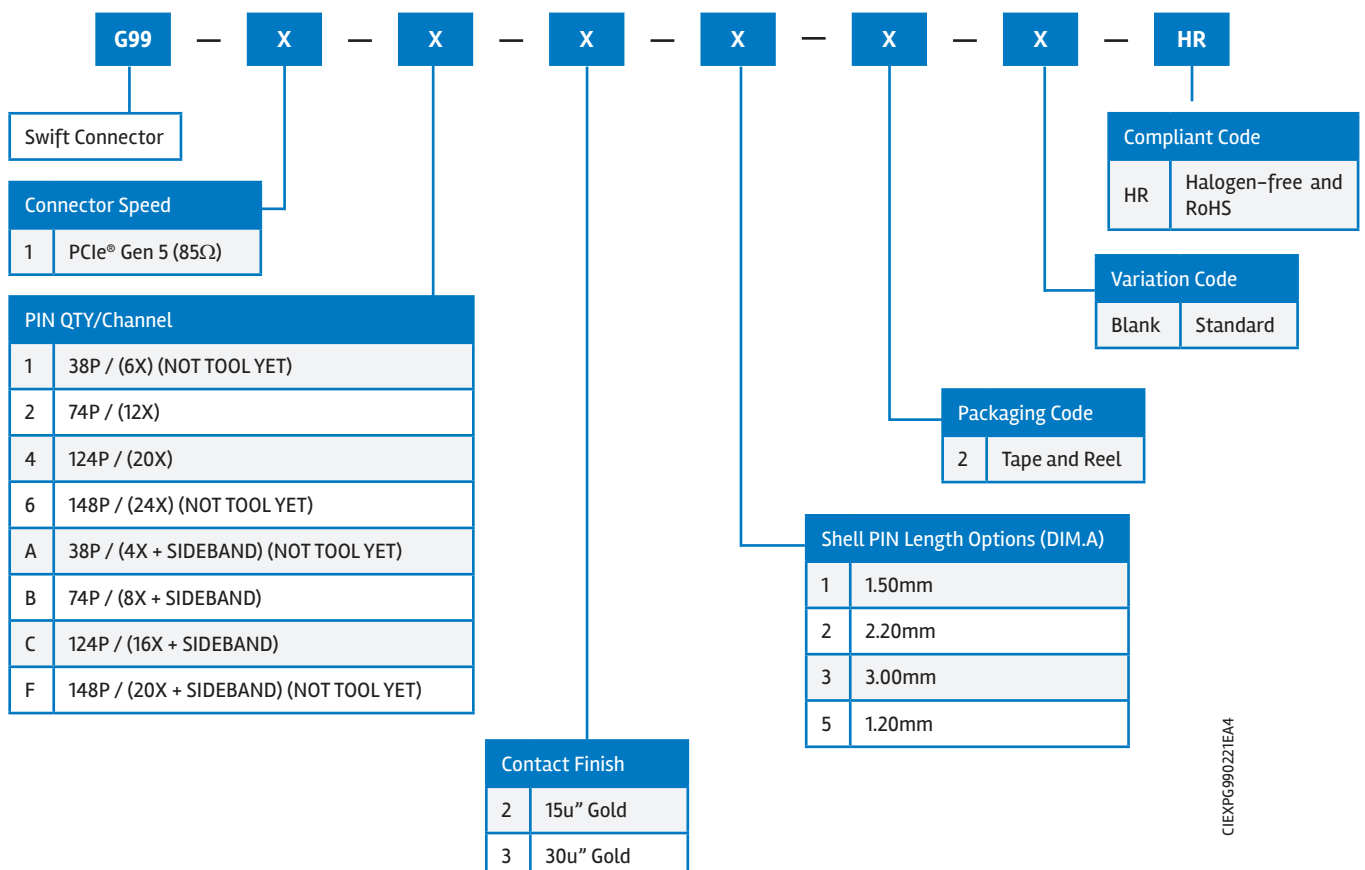 G99 — X — X — X — X — X — X — HR
Swift Connector
Connector Speed
1 PCIe® Gen 5 (85Ω)
PIN QTY/Channel
1 38P / (6X) (NOT TOOL YET)
2 74P / (12X)
4 124P / (20X)
6 148P / (24X) (NOT TOOL YET)
A 38P / (4X + SIDEBAND) (NOT TOOL YET)
B 74P / (8X + SIDEBAND)
C 124P / (16X + SIDEBAND)
F 148P / (20X + SIDEBAND) (NOT TOOL YET)
Contact Finish
2 15u” Gold
3 30u” Gold
Shell PIN Length Options (DIM.A)
1 1.50mm
2 2.20mm
3 3.00mm
5 1.20mm
Packaging Code
2 Tape and Reel
Variation Code
Blank Standard
Compliant Code
HR Halogen-free and
RoHS
CIEXPG990221EA4